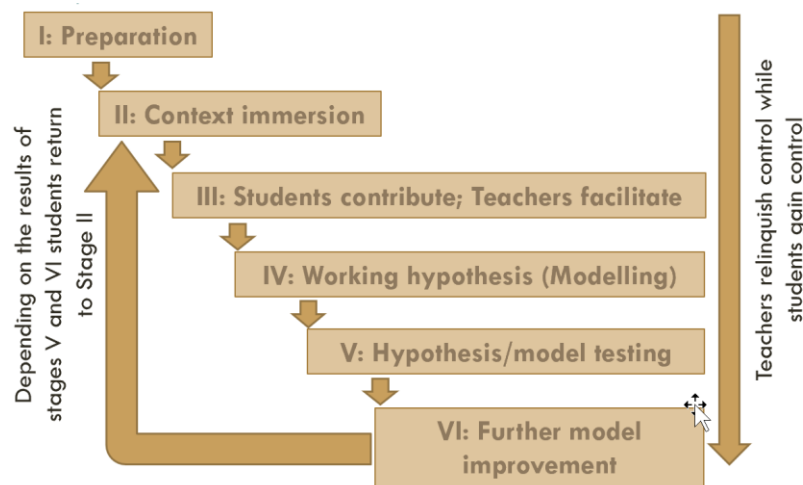 I: Preparation
II: Context immersion
III: Students contribute; Teachers facilitate
IV: Working hypothesis (Modelling)
V: Hypothesis/model testing
VI: Further model
improvement
Depending on the results of
stages V and VI students return
to Stage II
Teachers relinquish control while
students gain control